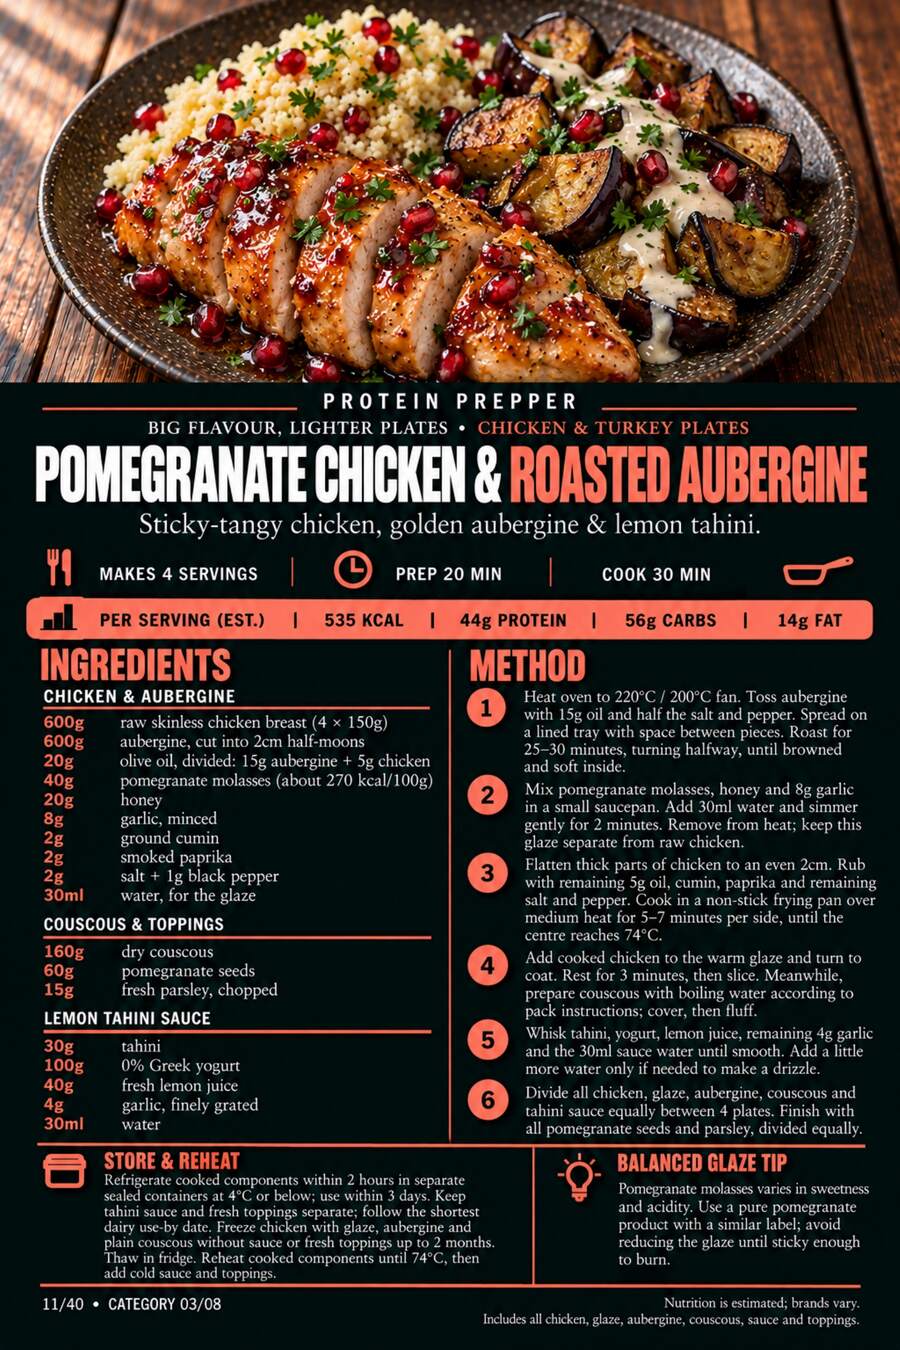 PROTEIN PREPPER
BIG FLAVOUR, LIGHTER PLATES • CHICKEN & TURKEY PLATES
POMEGRANATE CHICKEN & ROASTED AUBERGINE
Sticky-tangy chicken, golden aubergine & lemon tahini.
MAKES 4 SERVINGS | PREP 20 MIN | COOK 30 MIN
PER SERVING (EST.) | 535 KCAL | 44g PROTEIN | 56g CARBS | 14g FAT
INGREDIENTS
CHICKEN & AUBERGINE
600g raw skinless chicken breast (4 × 150g)
600g aubergine, cut into 2cm half-moons
20g olive oil, divided: 15g aubergine + 5g chicken
40g pomegranate molasses (about 270 kcal/100g)
20g honey
8g garlic, minced
2g ground cumin
2g smoked paprika
2g salt + 1g black pepper
30ml water, for the glaze
COUSCOUS & TOPPINGS
160g dry couscous
60g pomegranate seeds
15g fresh parsley, chopped
LEMON TAHINI SAUCE
30g tahini
100g 0% Greek yogurt
40g fresh lemon juice
4g garlic, finely grated
30ml water
METHOD
1 Heat oven to 220°C / 200°C fan. Toss aubergine
with 15g oil and half the salt and pepper. Spread on
a lined tray with space between pieces. Roast for
25–30 minutes, turning halfway, until browned
and soft inside.
2 Mix pomegranate molasses, honey and 8g garlic
in a small saucepan. Add 30ml water and simmer
gently for 2 minutes. Remove from heat; keep this
glaze separate from raw chicken.
3 Flatten thick parts of chicken to an even 2cm. Rub
with remaining 5g oil, cumin, paprika and remaining
salt and pepper. Cook in a non-stick frying pan over
medium heat for 5–7 minutes per side, until the
centre reaches 74°C.
4 Add cooked chicken to the warm glaze and turn to
coat. Rest for 3 minutes, then slice. Meanwhile,
prepare couscous with boiling water according to
pack instructions; cover, then fluff.
5 Whisk tahini, yogurt, lemon juice, remaining 4g garlic
and the 30ml sauce water until smooth. Add a little
more water only if needed to make a drizzle.
6 Divide all chicken, glaze, aubergine, couscous and
tahini sauce equally between 4 plates. Finish with
all pomegranate seeds and parsley, divided equally.
STORE & REHEAT
Refrigerate cooked components within 2 hours in separate
sealed containers at 4°C or below; use within 3 days. Keep
tahini sauce and fresh toppings separate; follow the shortest
dairy use-by date. Freeze chicken with glaze, aubergine and
plain couscous without sauce or fresh toppings up to 2 months.
Thaw in fridge. Reheat cooked components until 74°C, then
add cold sauce and toppings.
BALANCED GLAZE TIP
Pomegranate molasses varies in sweetness
and acidity. Use a pure pomegranate
product with a similar label; avoid
reducing the glaze until sticky enough
to burn.
11/40 • CATEGORY 03/08
Nutrition is estimated; brands vary.
Includes all chicken, glaze, aubergine, couscous, sauce and toppings.